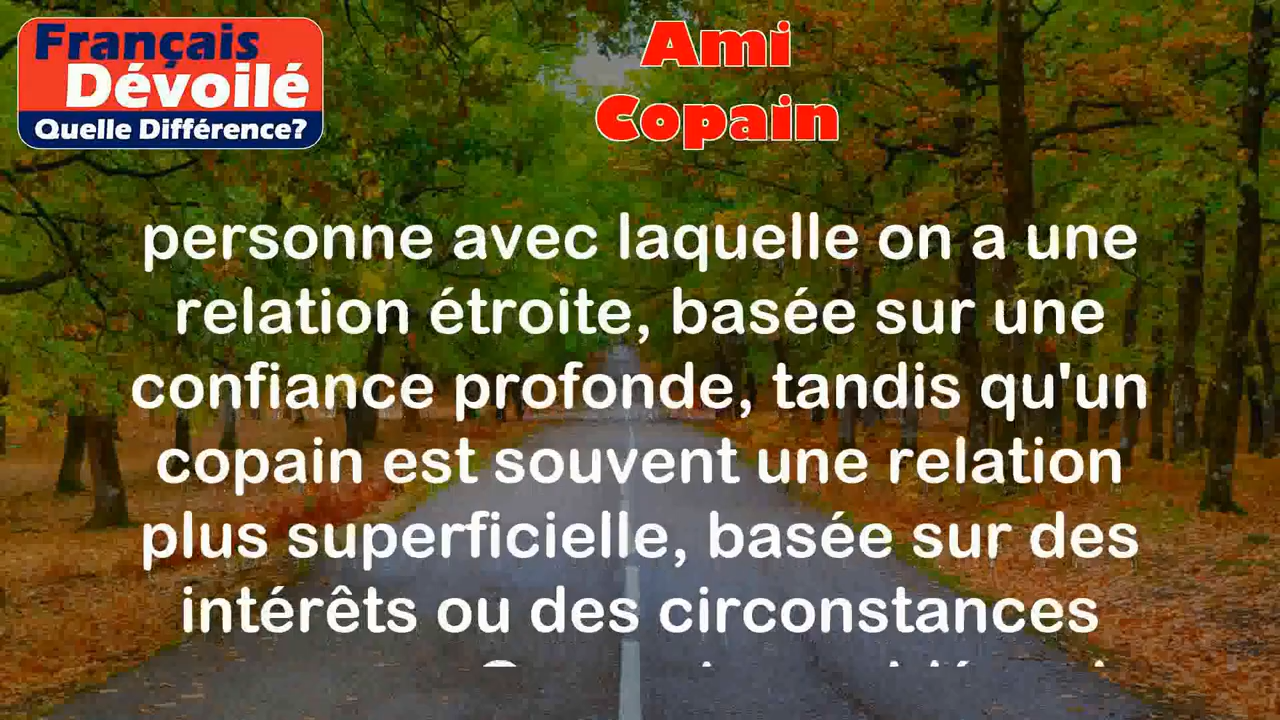 Français
Dévoilé
Quelle Différence?
Ami
Copain
personne avec laquelle on a une
relation étroite, basée sur une
confiance profonde, tandis qu'un
copain est souvent une relation
plus superficielle, basée sur des
intérêts ou des circonstances